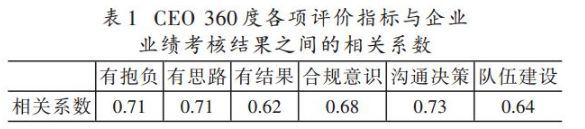 表1 CEO 360度各项评价指标与企业
业绩考核结果之间的相关系数
有抱负 有思路 有结果 合规意识 沟通决策 队伍建设
相关系数 0.71 0.71 0.62 0.68 0.73 0.64